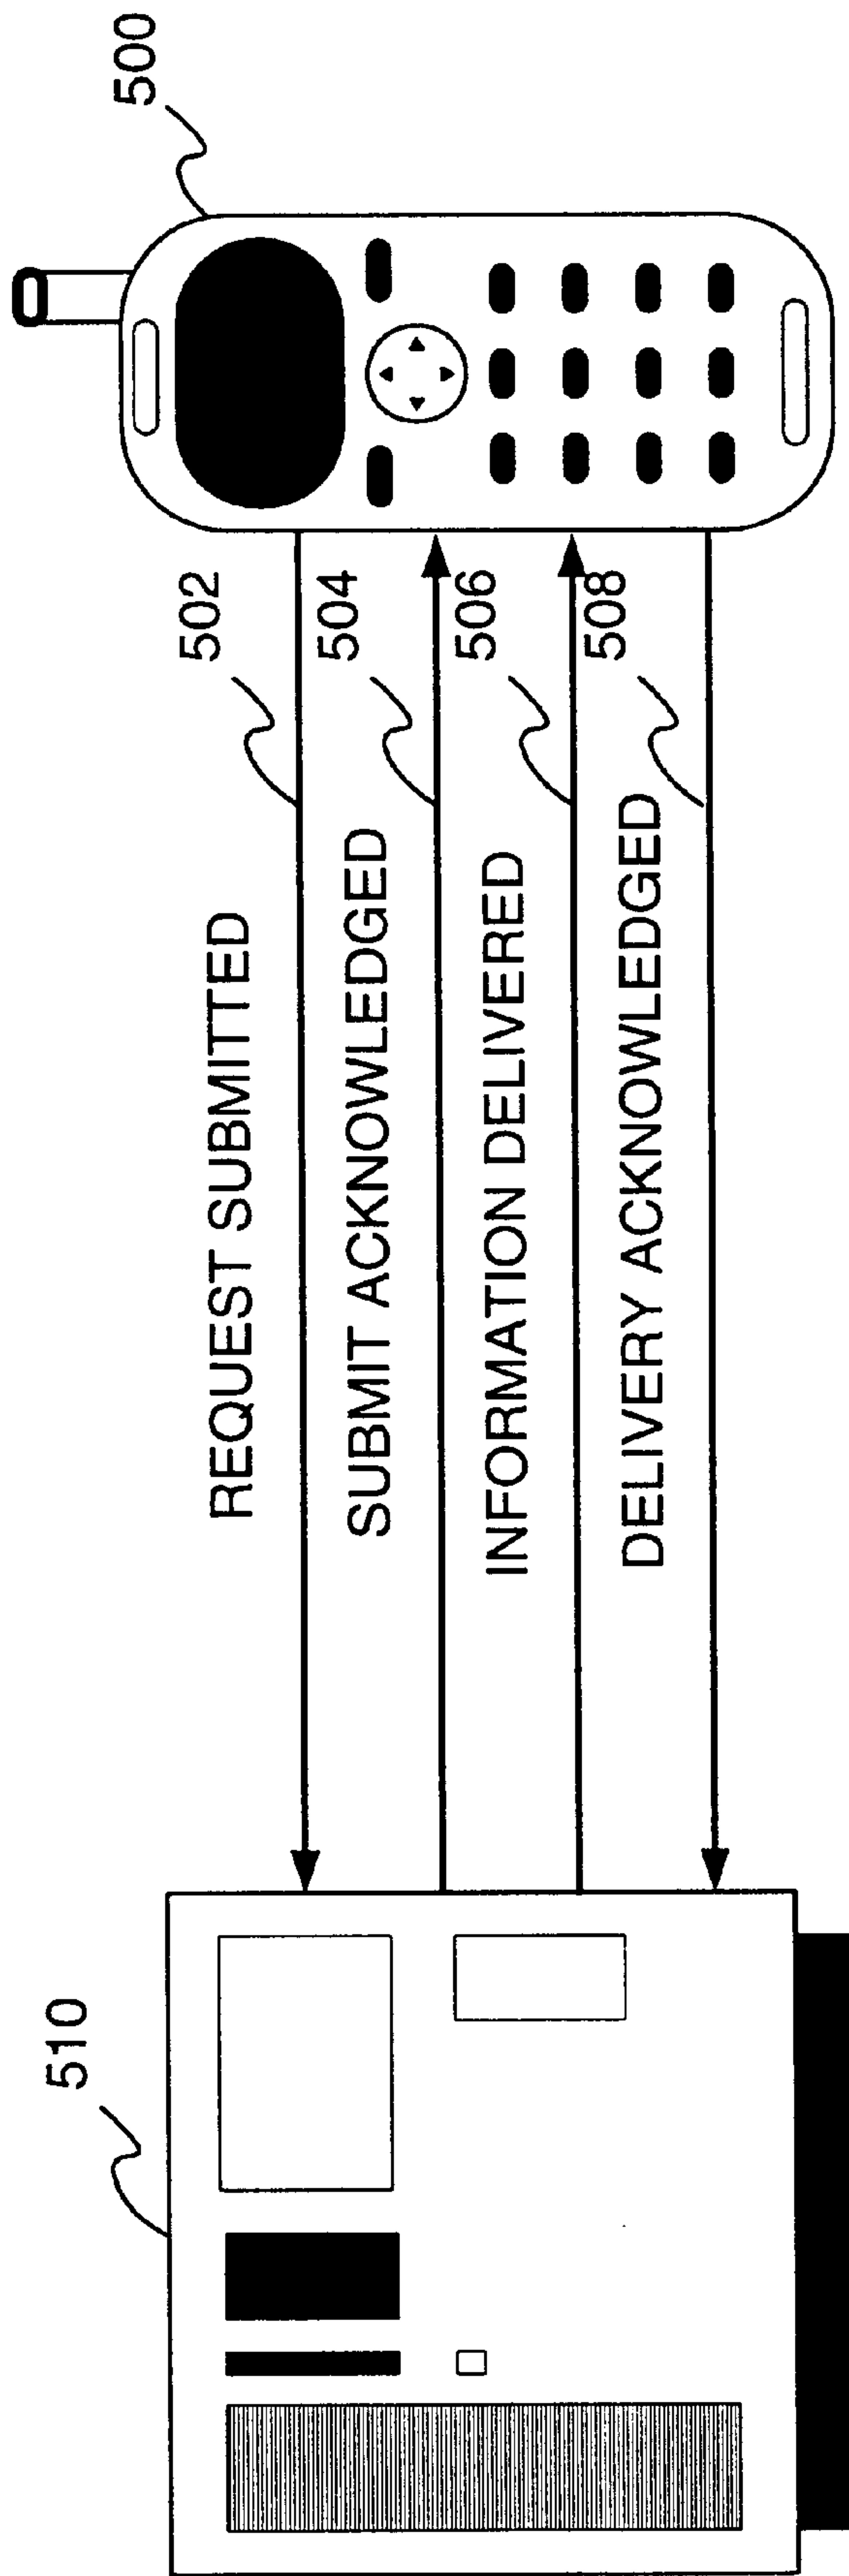 500
502
REQUEST SUBMITTED
504
SUBMIT ACKNOWLEDGED
506
INFORMATION DELIVERED
508
DELIVERY ACKNOWLEDGED
510